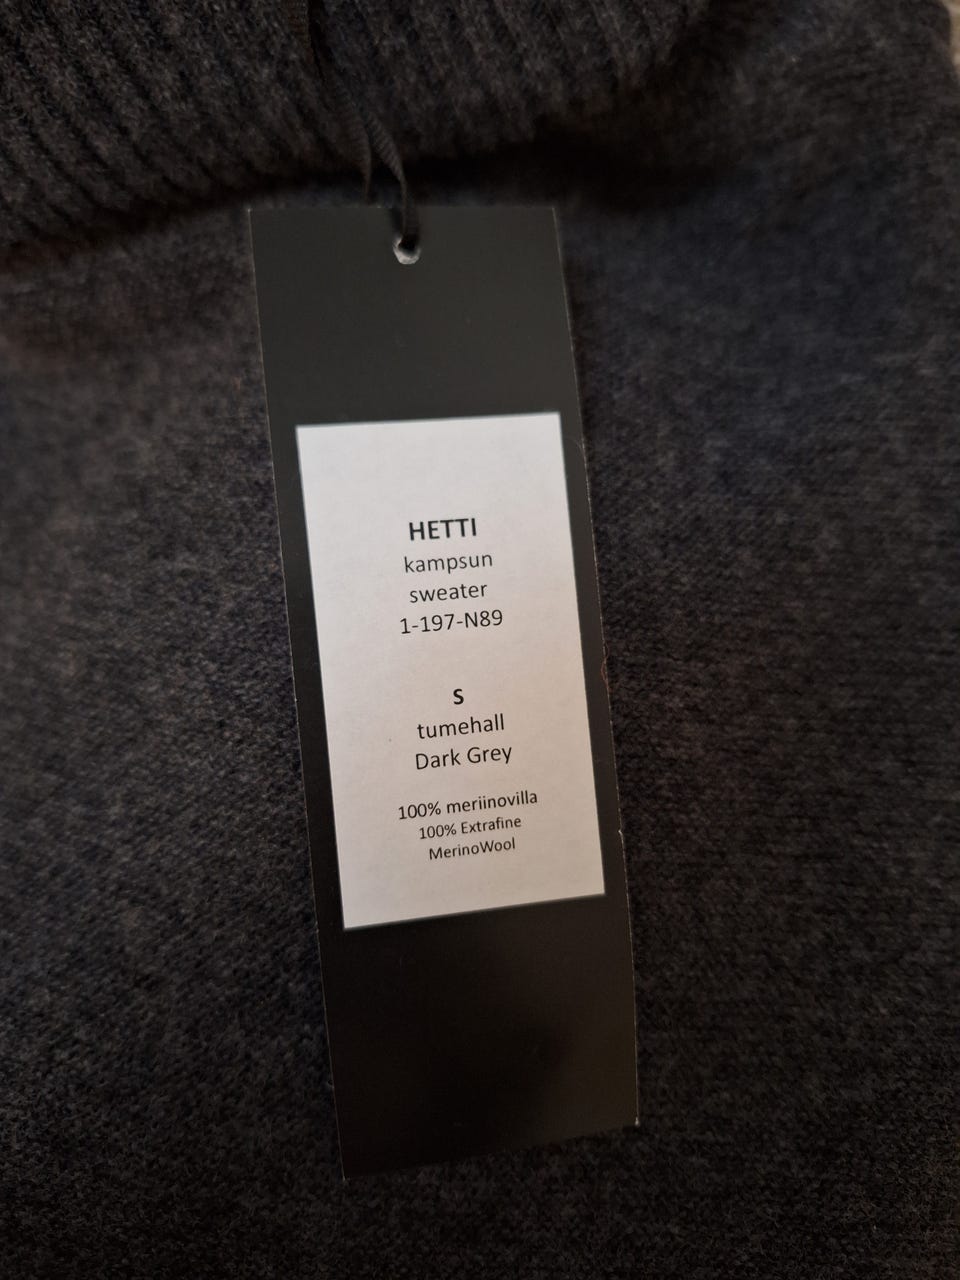 HETTI
kampsun
sweater
1-197-N89
S
tumehall
Dark Grey
100% meriinovilla
100% Extrafine
MerinoWool